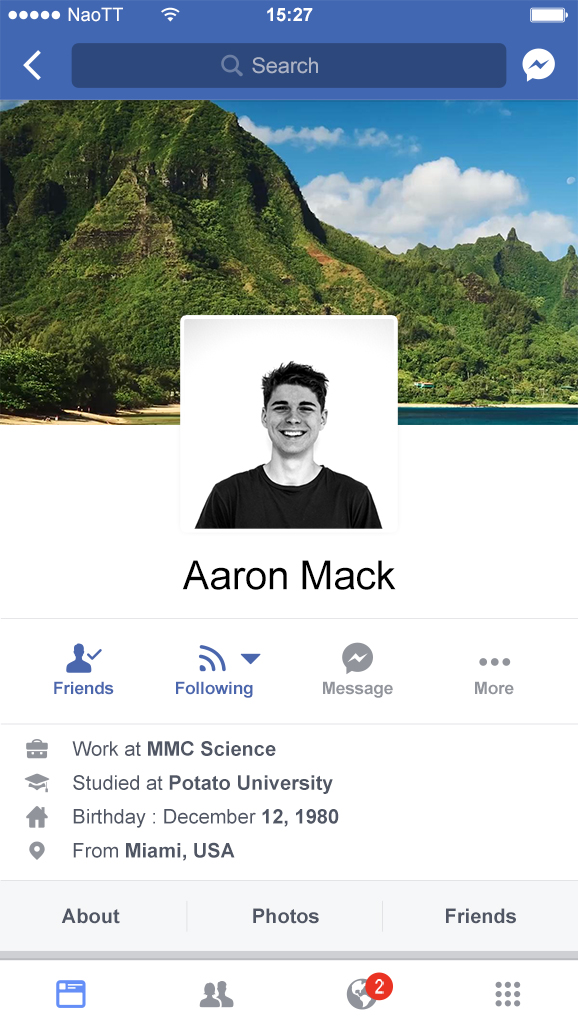 NaoTT 15:27
Search
Aaron Mack
Friends Following Message More
Work at MMC Science
Studied at Potato University
Birthday : December 12, 1980
From Miami, USA
About Photos Friends
2